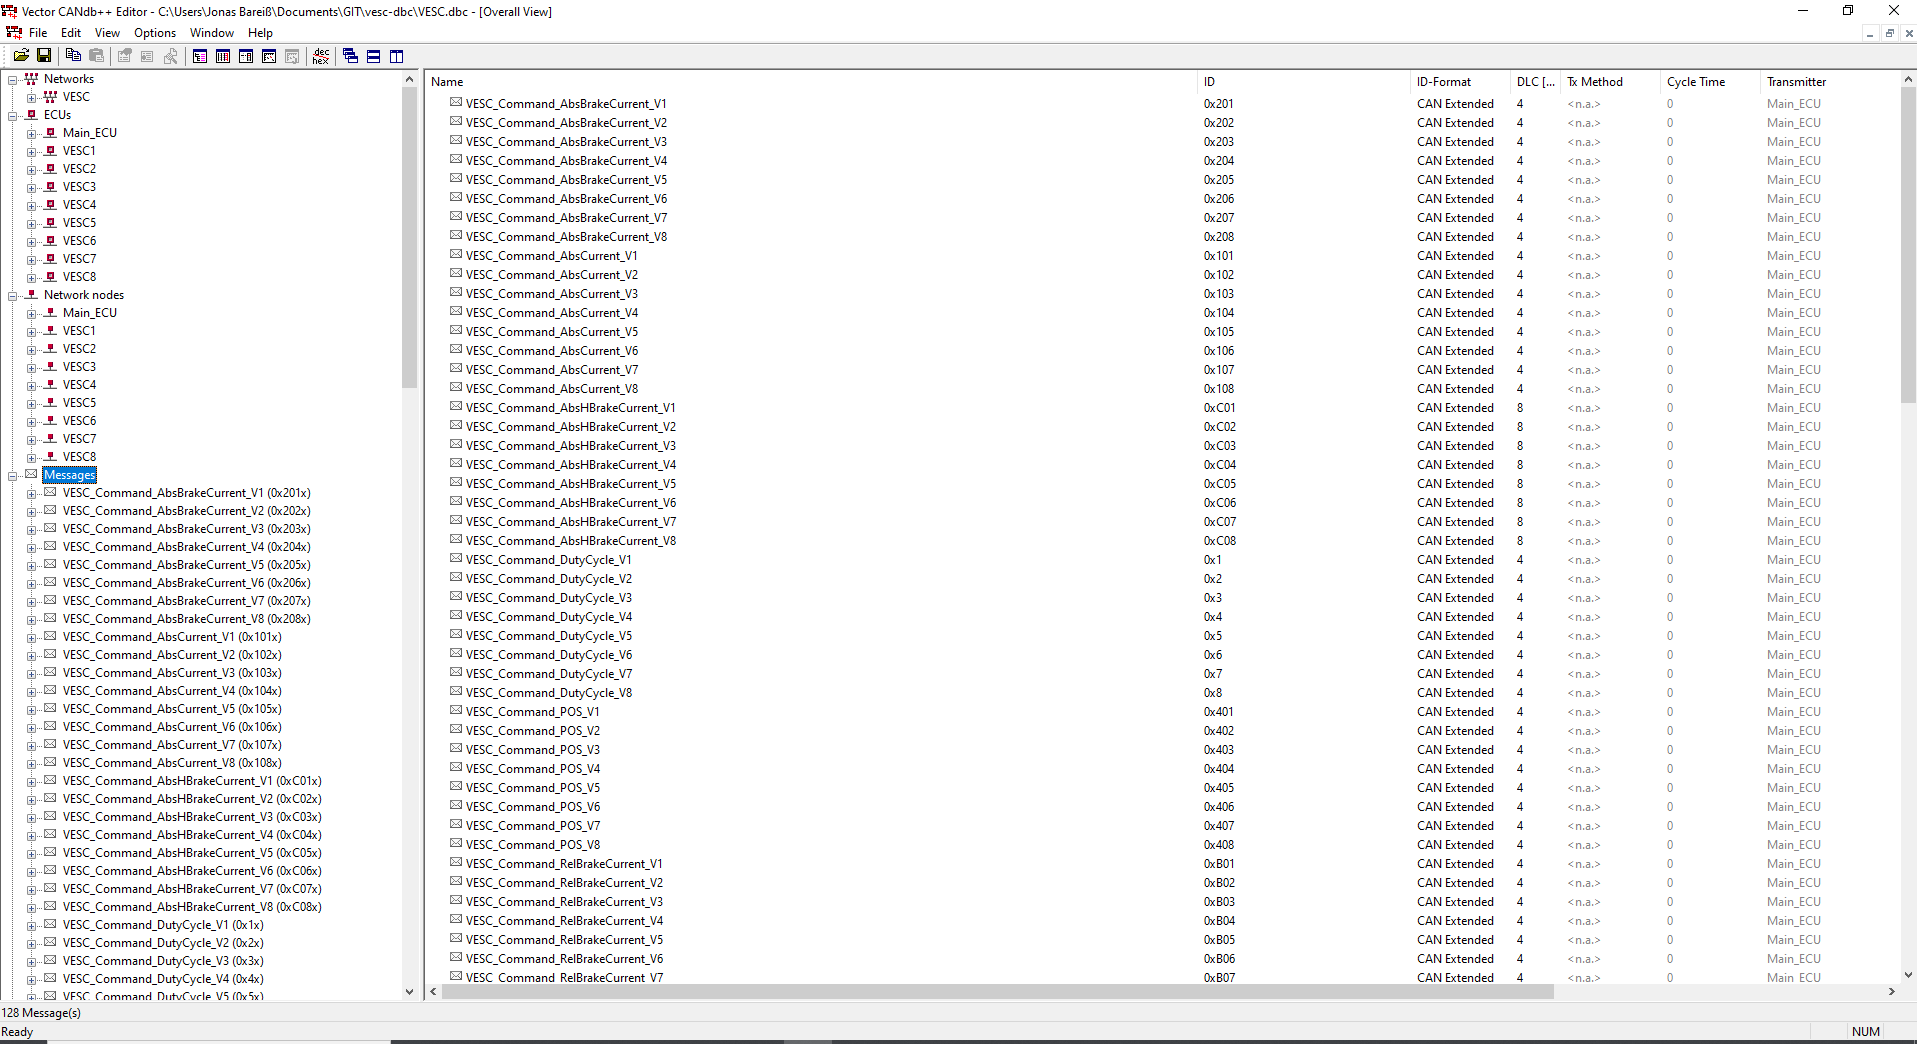 Vector CANdb++ Editor - C:\Users\Jonas Bareiß\Documents\GIT\vesc-dbc\VESC.dbc - [Overall View]
File Edit View Options Window Help
dec
hex
Networks
VESC
ECUs
Main_ECU
VESC1
VESC2
VESC3
VESC4
VESC5
VESC6
VESC7
VESC8
Network nodes
Main_ECU
VESC1
VESC2
VESC3
VESC4
VESC5
VESC6
VESC7
VESC8
Messages
VESC_Command_AbsBrakeCurrent_V1 (0x201x)
VESC_Command_AbsBrakeCurrent_V2 (0x202x)
VESC_Command_AbsBrakeCurrent_V3 (0x203x)
VESC_Command_AbsBrakeCurrent_V4 (0x204x)
VESC_Command_AbsBrakeCurrent_V5 (0x205x)
VESC_Command_AbsBrakeCurrent_V6 (0x206x)
VESC_Command_AbsBrakeCurrent_V7 (0x207x)
VESC_Command_AbsBrakeCurrent_V8 (0x208x)
VESC_Command_AbsCurrent_V1 (0x101x)
VESC_Command_AbsCurrent_V2 (0x102x)
VESC_Command_AbsCurrent_V3 (0x103x)
VESC_Command_AbsCurrent_V4 (0x104x)
VESC_Command_AbsCurrent_V5 (0x105x)
VESC_Command_AbsCurrent_V6 (0x106x)
VESC_Command_AbsCurrent_V7 (0x107x)
VESC_Command_AbsCurrent_V8 (0x108x)
VESC_Command_AbsHBrakeCurrent_V1 (0xC01x)
VESC_Command_AbsHBrakeCurrent_V2 (0xC02x)
VESC_Command_AbsHBrakeCurrent_V3 (0xC03x)
VESC_Command_AbsHBrakeCurrent_V4 (0xC04x)
VESC_Command_AbsHBrakeCurrent_V5 (0xC05x)
VESC_Command_AbsHBrakeCurrent_V6 (0xC06x)
VESC_Command_AbsHBrakeCurrent_V7 (0xC07x)
VESC_Command_AbsHBrakeCurrent_V8 (0xC08x)
VESC_Command_DutyCycle_V1 (0x1x)
VESC_Command_DutyCycle_V2 (0x2x)
VESC_Command_DutyCycle_V3 (0x3x)
VESC_Command_DutyCycle_V4 (0x4x)
VESC_Command_DutyCycle_V5 (0x5x)
Name ID ID-Format DLC [... Tx Method Cycle Time Transmitter
VESC_Command_AbsBrakeCurrent_V1 0x201 CAN Extended 4 <n.a.> 0 Main_ECU
VESC_Command_AbsBrakeCurrent_V2 0x202 CAN Extended 4 <n.a.> 0 Main_ECU
VESC_Command_AbsBrakeCurrent_V3 0x203 CAN Extended 4 <n.a.> 0 Main_ECU
VESC_Command_AbsBrakeCurrent_V4 0x204 CAN Extended 4 <n.a.> 0 Main_ECU
VESC_Command_AbsBrakeCurrent_V5 0x205 CAN Extended 4 <n.a.> 0 Main_ECU
VESC_Command_AbsBrakeCurrent_V6 0x206 CAN Extended 4 <n.a.> 0 Main_ECU
VESC_Command_AbsBrakeCurrent_V7 0x207 CAN Extended 4 <n.a.> 0 Main_ECU
VESC_Command_AbsBrakeCurrent_V8 0x208 CAN Extended 4 <n.a.> 0 Main_ECU
VESC_Command_AbsCurrent_V1 0x101 CAN Extended 4 <n.a.> 0 Main_ECU
VESC_Command_AbsCurrent_V2 0x102 CAN Extended 4 <n.a.> 0 Main_ECU
VESC_Command_AbsCurrent_V3 0x103 CAN Extended 4 <n.a.> 0 Main_ECU
VESC_Command_AbsCurrent_V4 0x104 CAN Extended 4 <n.a.> 0 Main_ECU
VESC_Command_AbsCurrent_V5 0x105 CAN Extended 4 <n.a.> 0 Main_ECU
VESC_Command_AbsCurrent_V6 0x106 CAN Extended 4 <n.a.> 0 Main_ECU
VESC_Command_AbsCurrent_V7 0x107 CAN Extended 4 <n.a.> 0 Main_ECU
VESC_Command_AbsCurrent_V8 0x108 CAN Extended 4 <n.a.> 0 Main_ECU
VESC_Command_AbsHBrakeCurrent_V1 0xC01 CAN Extended 8 <n.a.> 0 Main_ECU
VESC_Command_AbsHBrakeCurrent_V2 0xC02 CAN Extended 8 <n.a.> 0 Main_ECU
VESC_Command_AbsHBrakeCurrent_V3 0xC03 CAN Extended 8 <n.a.> 0 Main_ECU
VESC_Command_AbsHBrakeCurrent_V4 0xC04 CAN Extended 8 <n.a.> 0 Main_ECU
VESC_Command_AbsHBrakeCurrent_V5 0xC05 CAN Extended 8 <n.a.> 0 Main_ECU
VESC_Command_AbsHBrakeCurrent_V6 0xC06 CAN Extended 8 <n.a.> 0 Main_ECU
VESC_Command_AbsHBrakeCurrent_V7 0xC07 CAN Extended 8 <n.a.> 0 Main_ECU
VESC_Command_AbsHBrakeCurrent_V8 0xC08 CAN Extended 8 <n.a.> 0 Main_ECU
VESC_Command_DutyCycle_V1 0x1 CAN Extended 4 <n.a.> 0 Main_ECU
VESC_Command_DutyCycle_V2 0x2 CAN Extended 4 <n.a.> 0 Main_ECU
VESC_Command_DutyCycle_V3 0x3 CAN Extended 4 <n.a.> 0 Main_ECU
VESC_Command_DutyCycle_V4 0x4 CAN Extended 4 <n.a.> 0 Main_ECU
VESC_Command_DutyCycle_V5 0x5 CAN Extended 4 <n.a.> 0 Main_ECU
VESC_Command_DutyCycle_V6 0x6 CAN Extended 4 <n.a.> 0 Main_ECU
VESC_Command_DutyCycle_V7 0x7 CAN Extended 4 <n.a.> 0 Main_ECU
VESC_Command_DutyCycle_V8 0x8 CAN Extended 4 <n.a.> 0 Main_ECU
VESC_Command_POS_V1 0x401 CAN Extended 4 <n.a.> 0 Main_ECU
VESC_Command_POS_V2 0x402 CAN Extended 4 <n.a.> 0 Main_ECU
VESC_Command_POS_V3 0x403 CAN Extended 4 <n.a.> 0 Main_ECU
VESC_Command_POS_V4 0x404 CAN Extended 4 <n.a.> 0 Main_ECU
VESC_Command_POS_V5 0x405 CAN Extended 4 <n.a.> 0 Main_ECU
VESC_Command_POS_V6 0x406 CAN Extended 4 <n.a.> 0 Main_ECU
VESC_Command_POS_V7 0x407 CAN Extended 4 <n.a.> 0 Main_ECU
VESC_Command_POS_V8 0x408 CAN Extended 4 <n.a.> 0 Main_ECU
VESC_Command_RelBrakeCurrent_V1 0xB01 CAN Extended 4 <n.a.> 0 Main_ECU
VESC_Command_RelBrakeCurrent_V2 0xB02 CAN Extended 4 <n.a.> 0 Main_ECU
VESC_Command_RelBrakeCurrent_V3 0xB03 CAN Extended 4 <n.a.> 0 Main_ECU
VESC_Command_RelBrakeCurrent_V4 0xB04 CAN Extended 4 <n.a.> 0 Main_ECU
VESC_Command_RelBrakeCurrent_V5 0xB05 CAN Extended 4 <n.a.> 0 Main_ECU
VESC_Command_RelBrakeCurrent_V6 0xB06 CAN Extended 4 <n.a.> 0 Main_ECU
VESC_Command_RelBrakeCurrent_V7 0xB07 CAN Extended 4 <n.a.> 0 Main_ECU
128 Message(s)
Ready NUM